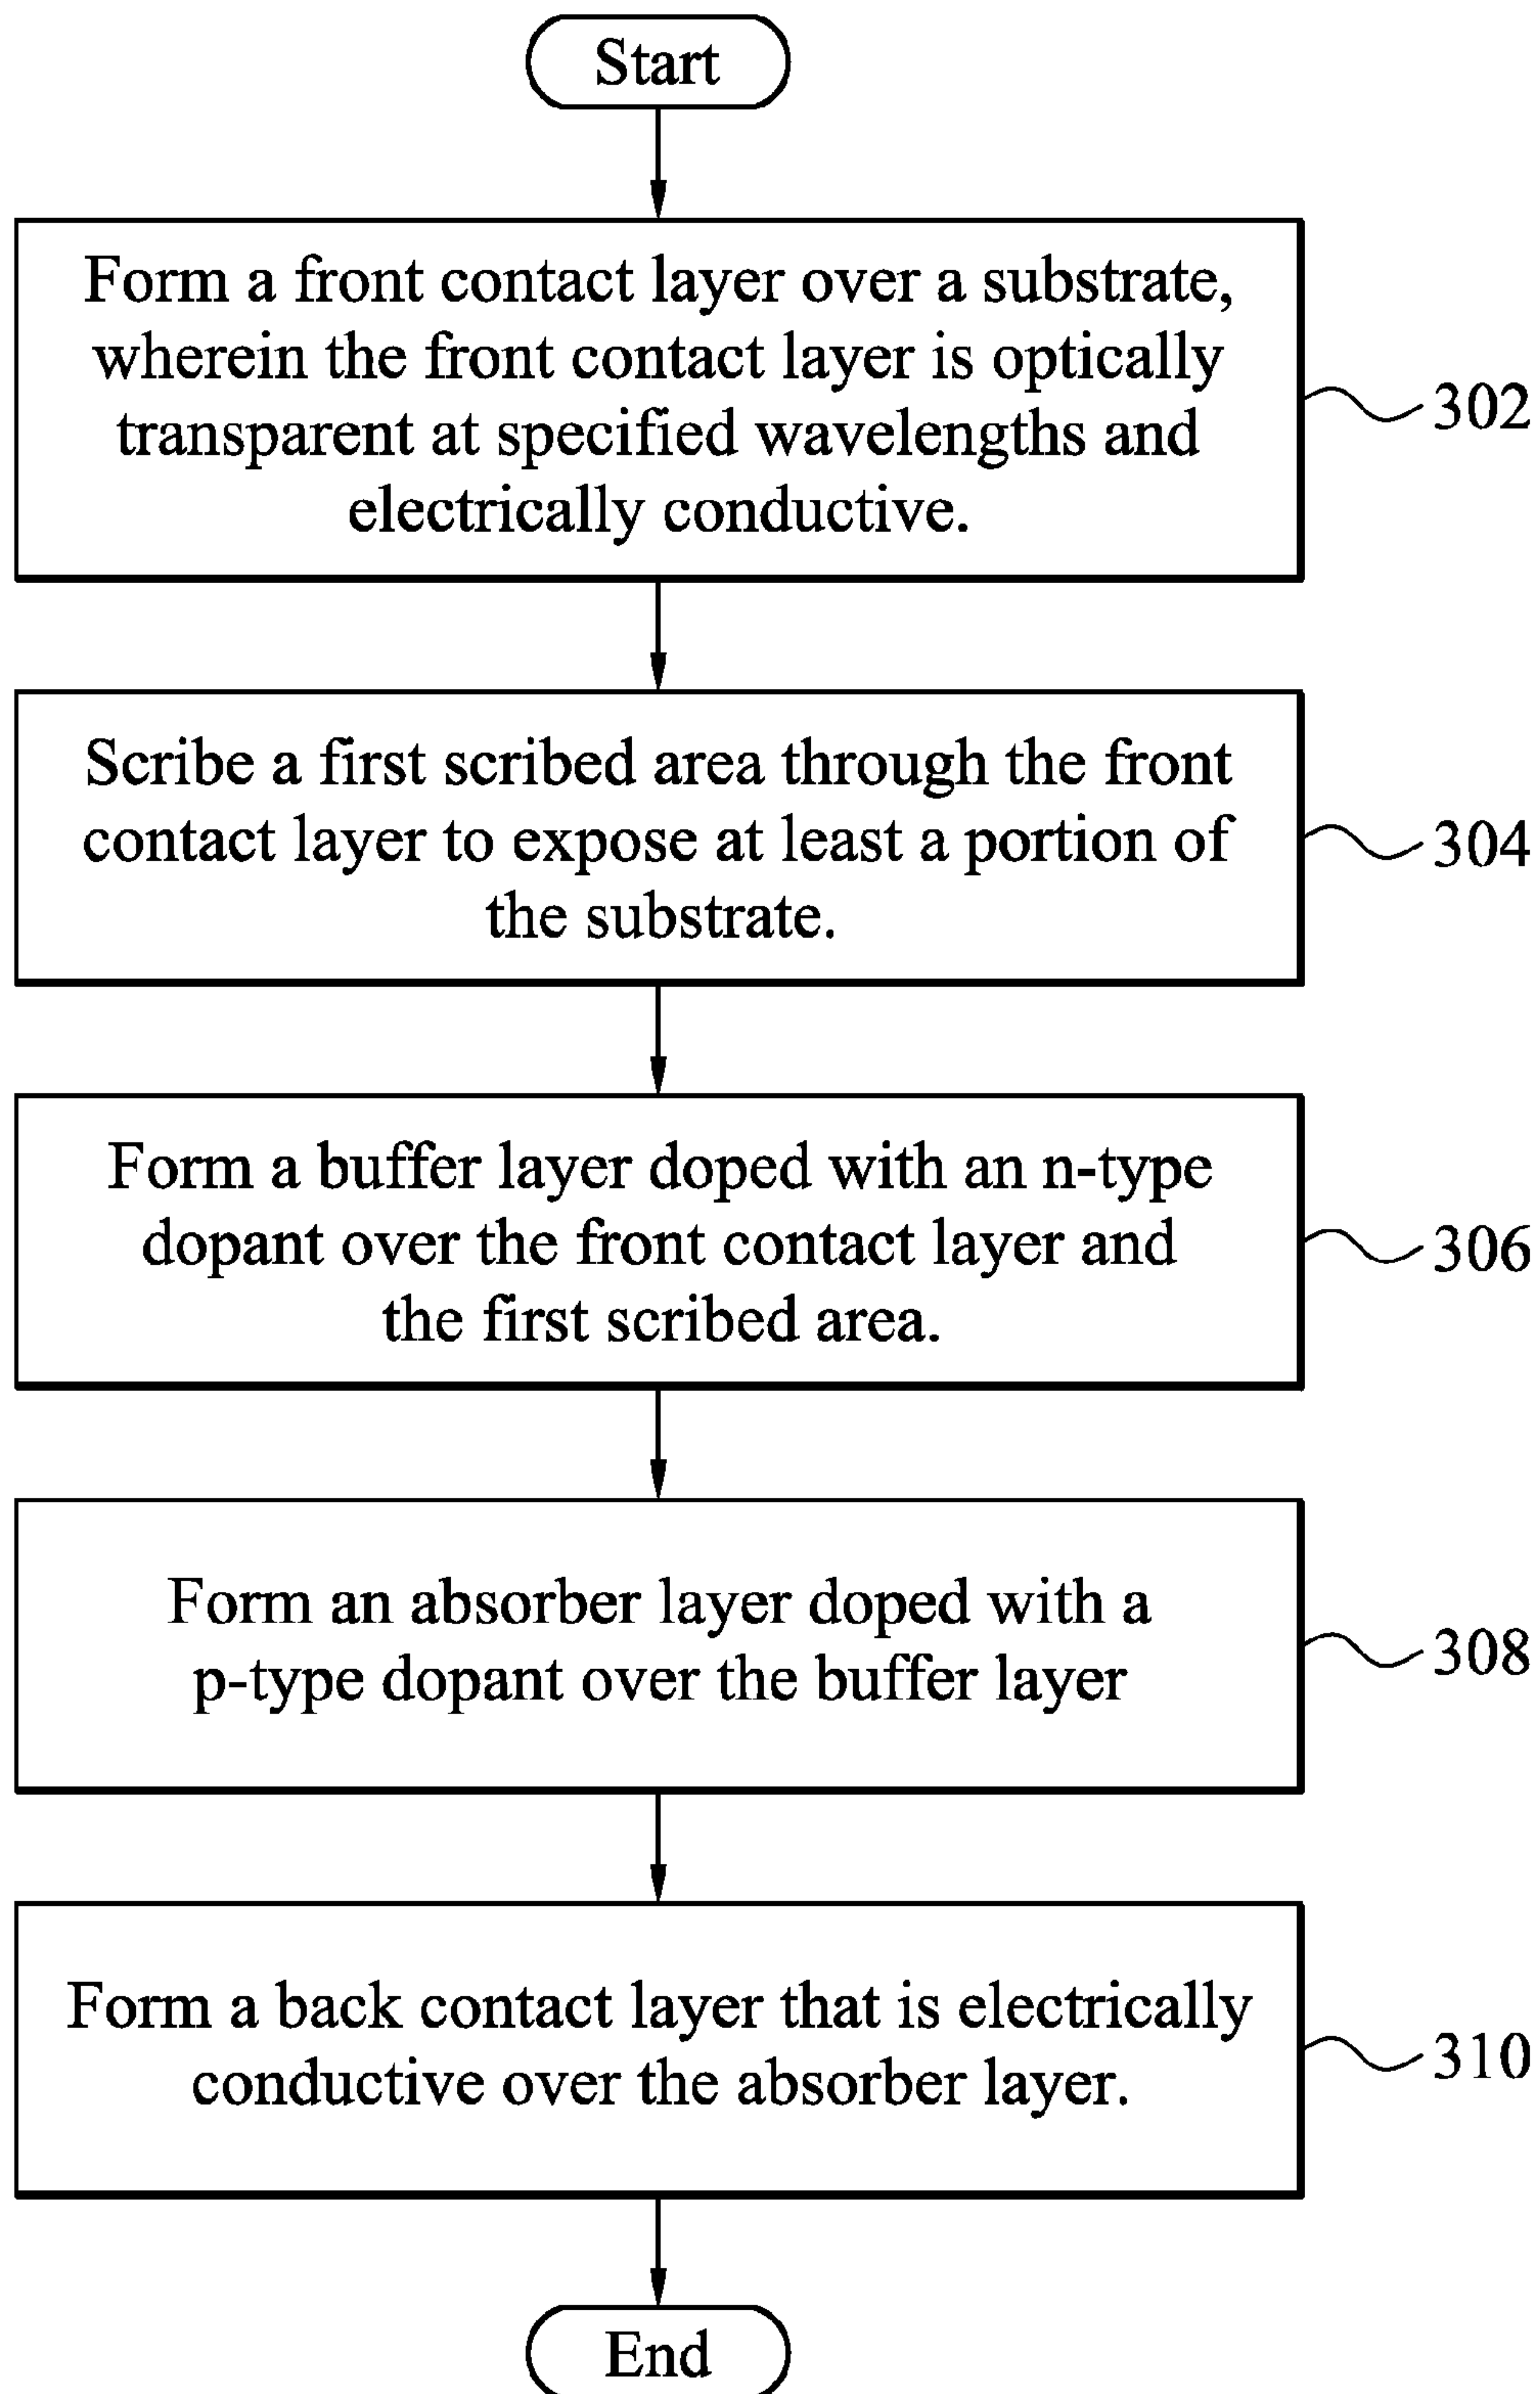 Start
Form a front contact layer over a substrate,
wherein the front contact layer is optically
transparent at specified wavelengths and
electrically conductive.
302
Scribe a first scribed area through the front
contact layer to expose at least a portion of
the substrate.
304
Form a buffer layer doped with an n-type
dopant over the front contact layer and
the first scribed area.
306
Form an absorber layer doped with a
p-type dopant over the buffer layer
308
Form a back contact layer that is electrically
conductive over the absorber layer.
310
End